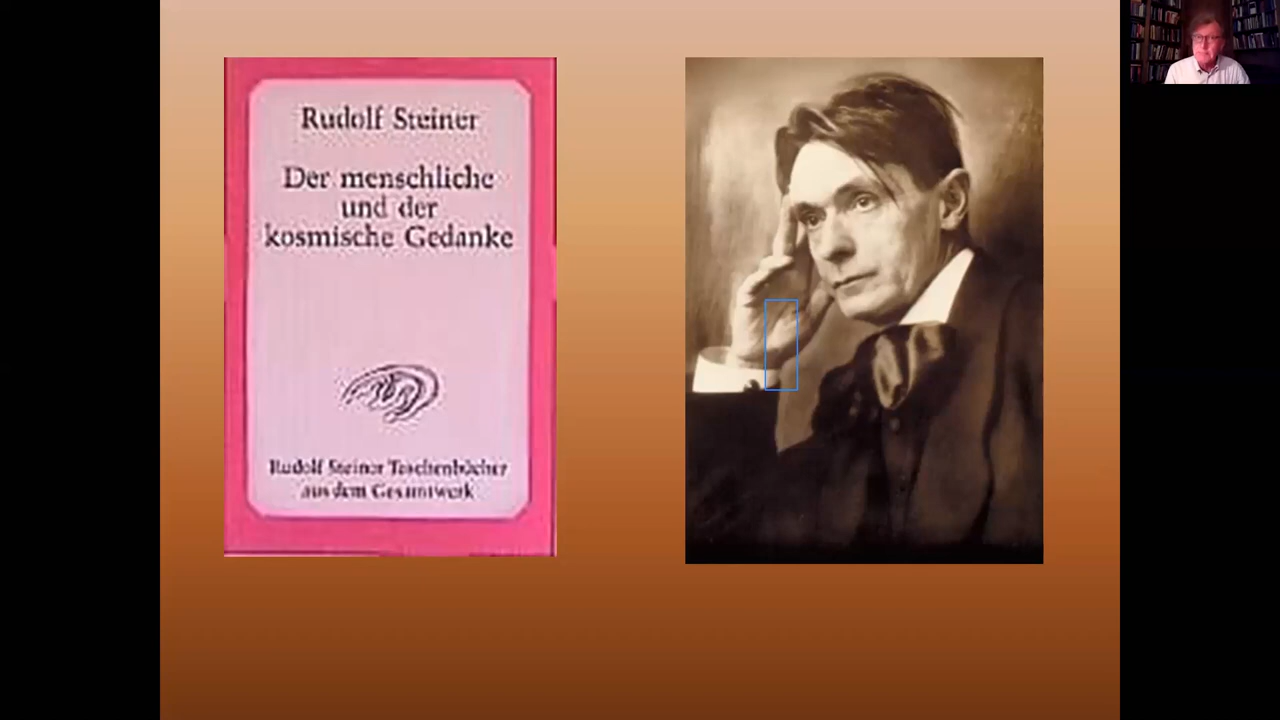 Rudolf Steiner
Der menschliche
und der
kosmische Gedanke
Rudolf Steiner Taschenbücher
aus dem Gesamtwerk